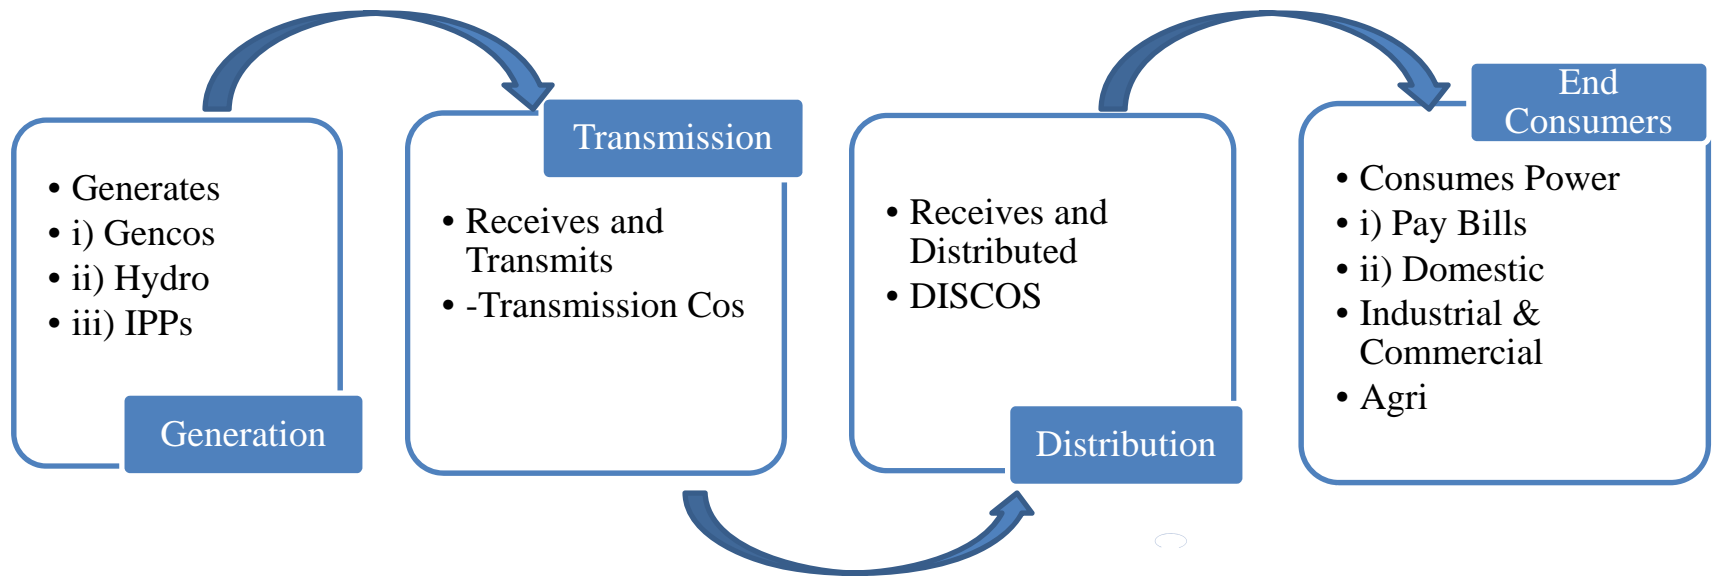 • Generates
• i) Gencos
• ii) Hydro
• iii) IPPs
Generation
Transmission
• Receives and
Transmits
• -Transmission Cos
• Receives and
Distributed
• DISCOS
Distribution
End
Consumers
• Consumes Power
• i) Pay Bills
• ii) Domestic
• Industrial &
Commercial
• Agri